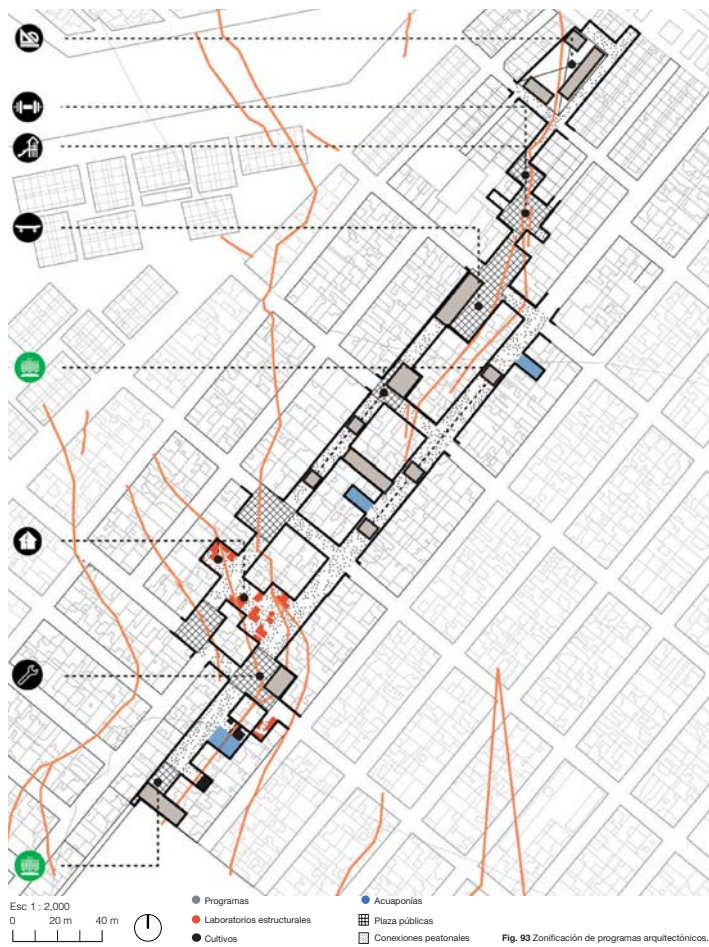 Esc 1 : 2,000
0 20 m 40 m
Programas
Laboratorios estructurales
Cultivos
Acuaponías
Plaza públicas
Conexiones peatonales
Fig. 93 Zonificación de programas arquitectónicos.